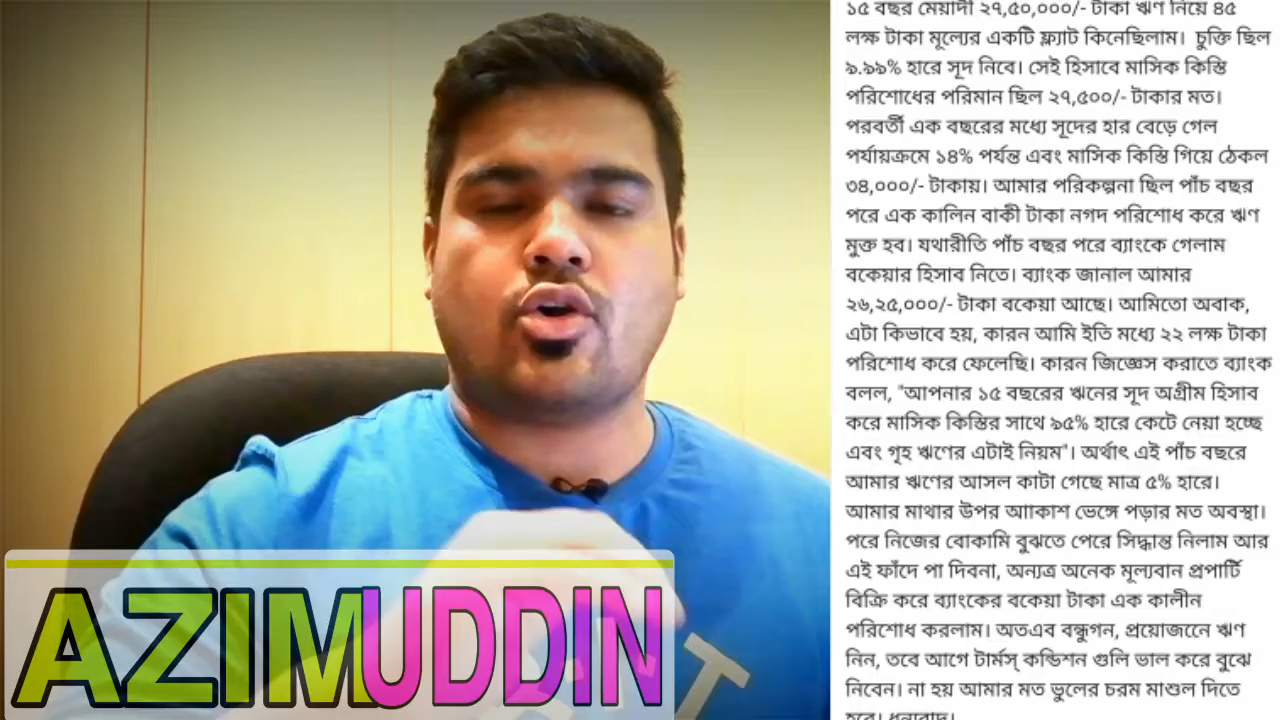 ১৫ বছর মেয়াদী ২৭,৫০,০০০/- টাকা ঋণ নিয়ে ৪৫
লক্ষ টাকা মূল্যের একটি ফ্ল্যাট কিনেছিলাম। চুক্তি ছিল
৯.৯৯% হারে সূদ নিবে। সেই হিসাবে মাসিক কিস্তি
পরিশোধের পরিমান ছিল ২৭,৫০০/- টাকার মত।
পরবর্তী এক বছরের মধ্যে সূদের হার বেড়ে গেল
পর্যায়ক্রমে ১৪% পর্যন্ত এবং মাসিক কিস্তি গিয়ে ঠেকল
৩৪,০০০/- টাকায়। আমার পরিকল্পনা ছিল পাঁচ বছর
পরে এক কালিন বাকী টাকা নগদ পরিশোধ করে ঋণ
মুক্ত হব। যথারীতি পাঁচ বছর পরে ব্যাংকে গেলাম
বকেয়ার হিসাব নিতে। ব্যাংক জানাল আমার
২৬,২৫,০০০/- টাকা বকেয়া আছে। আমিতো অবাক,
এটা কিভাবে হয়, কারন আমি ইতি মধ্যে ২২ লক্ষ টাকা
পরিশোধ করে ফেলেছি। কারন জিজ্ঞেস করাতে ব্যাংক
বলল, "আপনার ১৫ বছরের ঋনের সূদ অগ্রীম হিসাব
করে মাসিক কিস্তির সাথে ৯৫% হারে কেটে নেয়া হচ্ছে
এবং গৃহ ঋণের এটাই নিয়ম"। অর্থাৎ এই পাঁচ বছরে
আমার ঋণের আসল কাটা গেছে মাত্র ৫% হারে।
আমার মাথার উপর আাকাশ ভেঙ্গে পড়ার মত অবস্থা।
পরে নিজের বোকামি বুঝতে পেরে সিদ্ধান্ত নিলাম আর
এই ফাঁদে পা দিবনা, অন্যত্র অনেক মূল্যবান প্রপার্টি
বিক্রি করে ব্যাংকের বকেয়া টাকা এক কালীন
পরিশোধ করলাম। অতএব বন্ধুগন, প্রয়োজনে ঋণ
নিন, তবে আগে টার্মস্ কন্ডিশন গুলি ভাল করে বুঝে
নিবেন। না হয় আমার মত ভুলের চরম মাশুল দিতে
হবে। ধন্যবাদ।
AZIMUDDIN